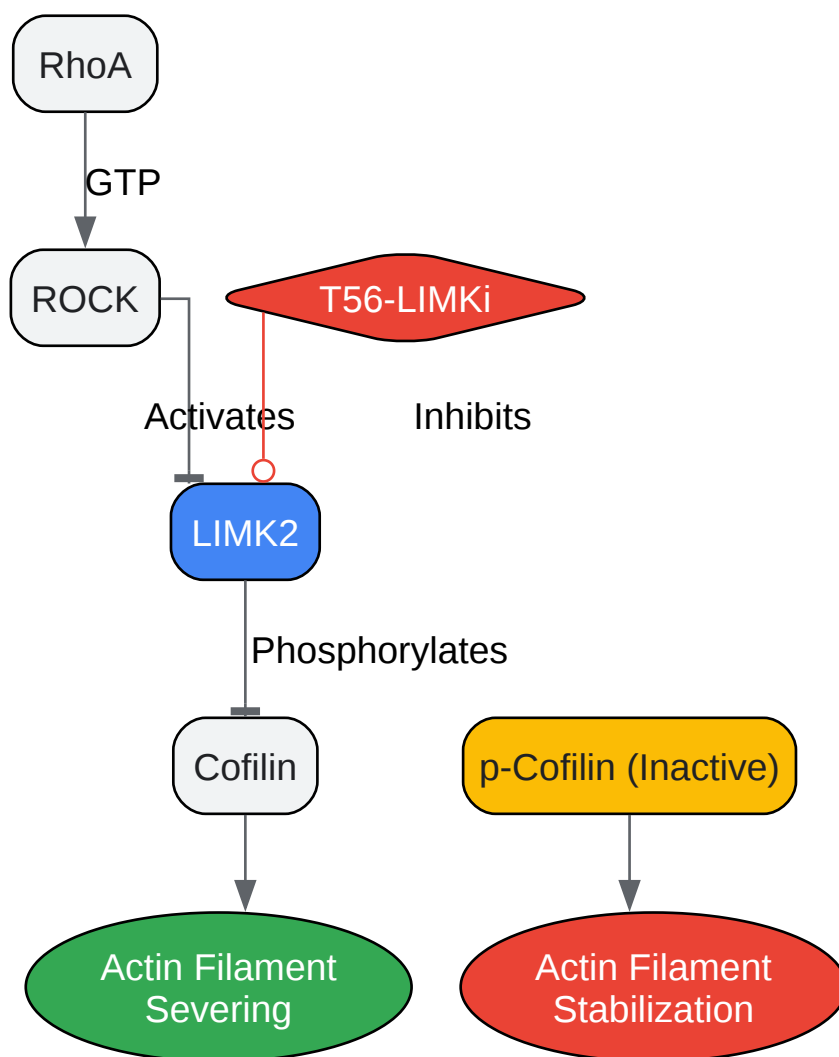 RhoA
GTP
ROCK
T56-LIMKi
Activates
Inhibits
LIMK2
Phosphorylates
Cofilin
p-Cofilin (Inactive)
Actin Filament
Severing
Actin Filament
Stabilization